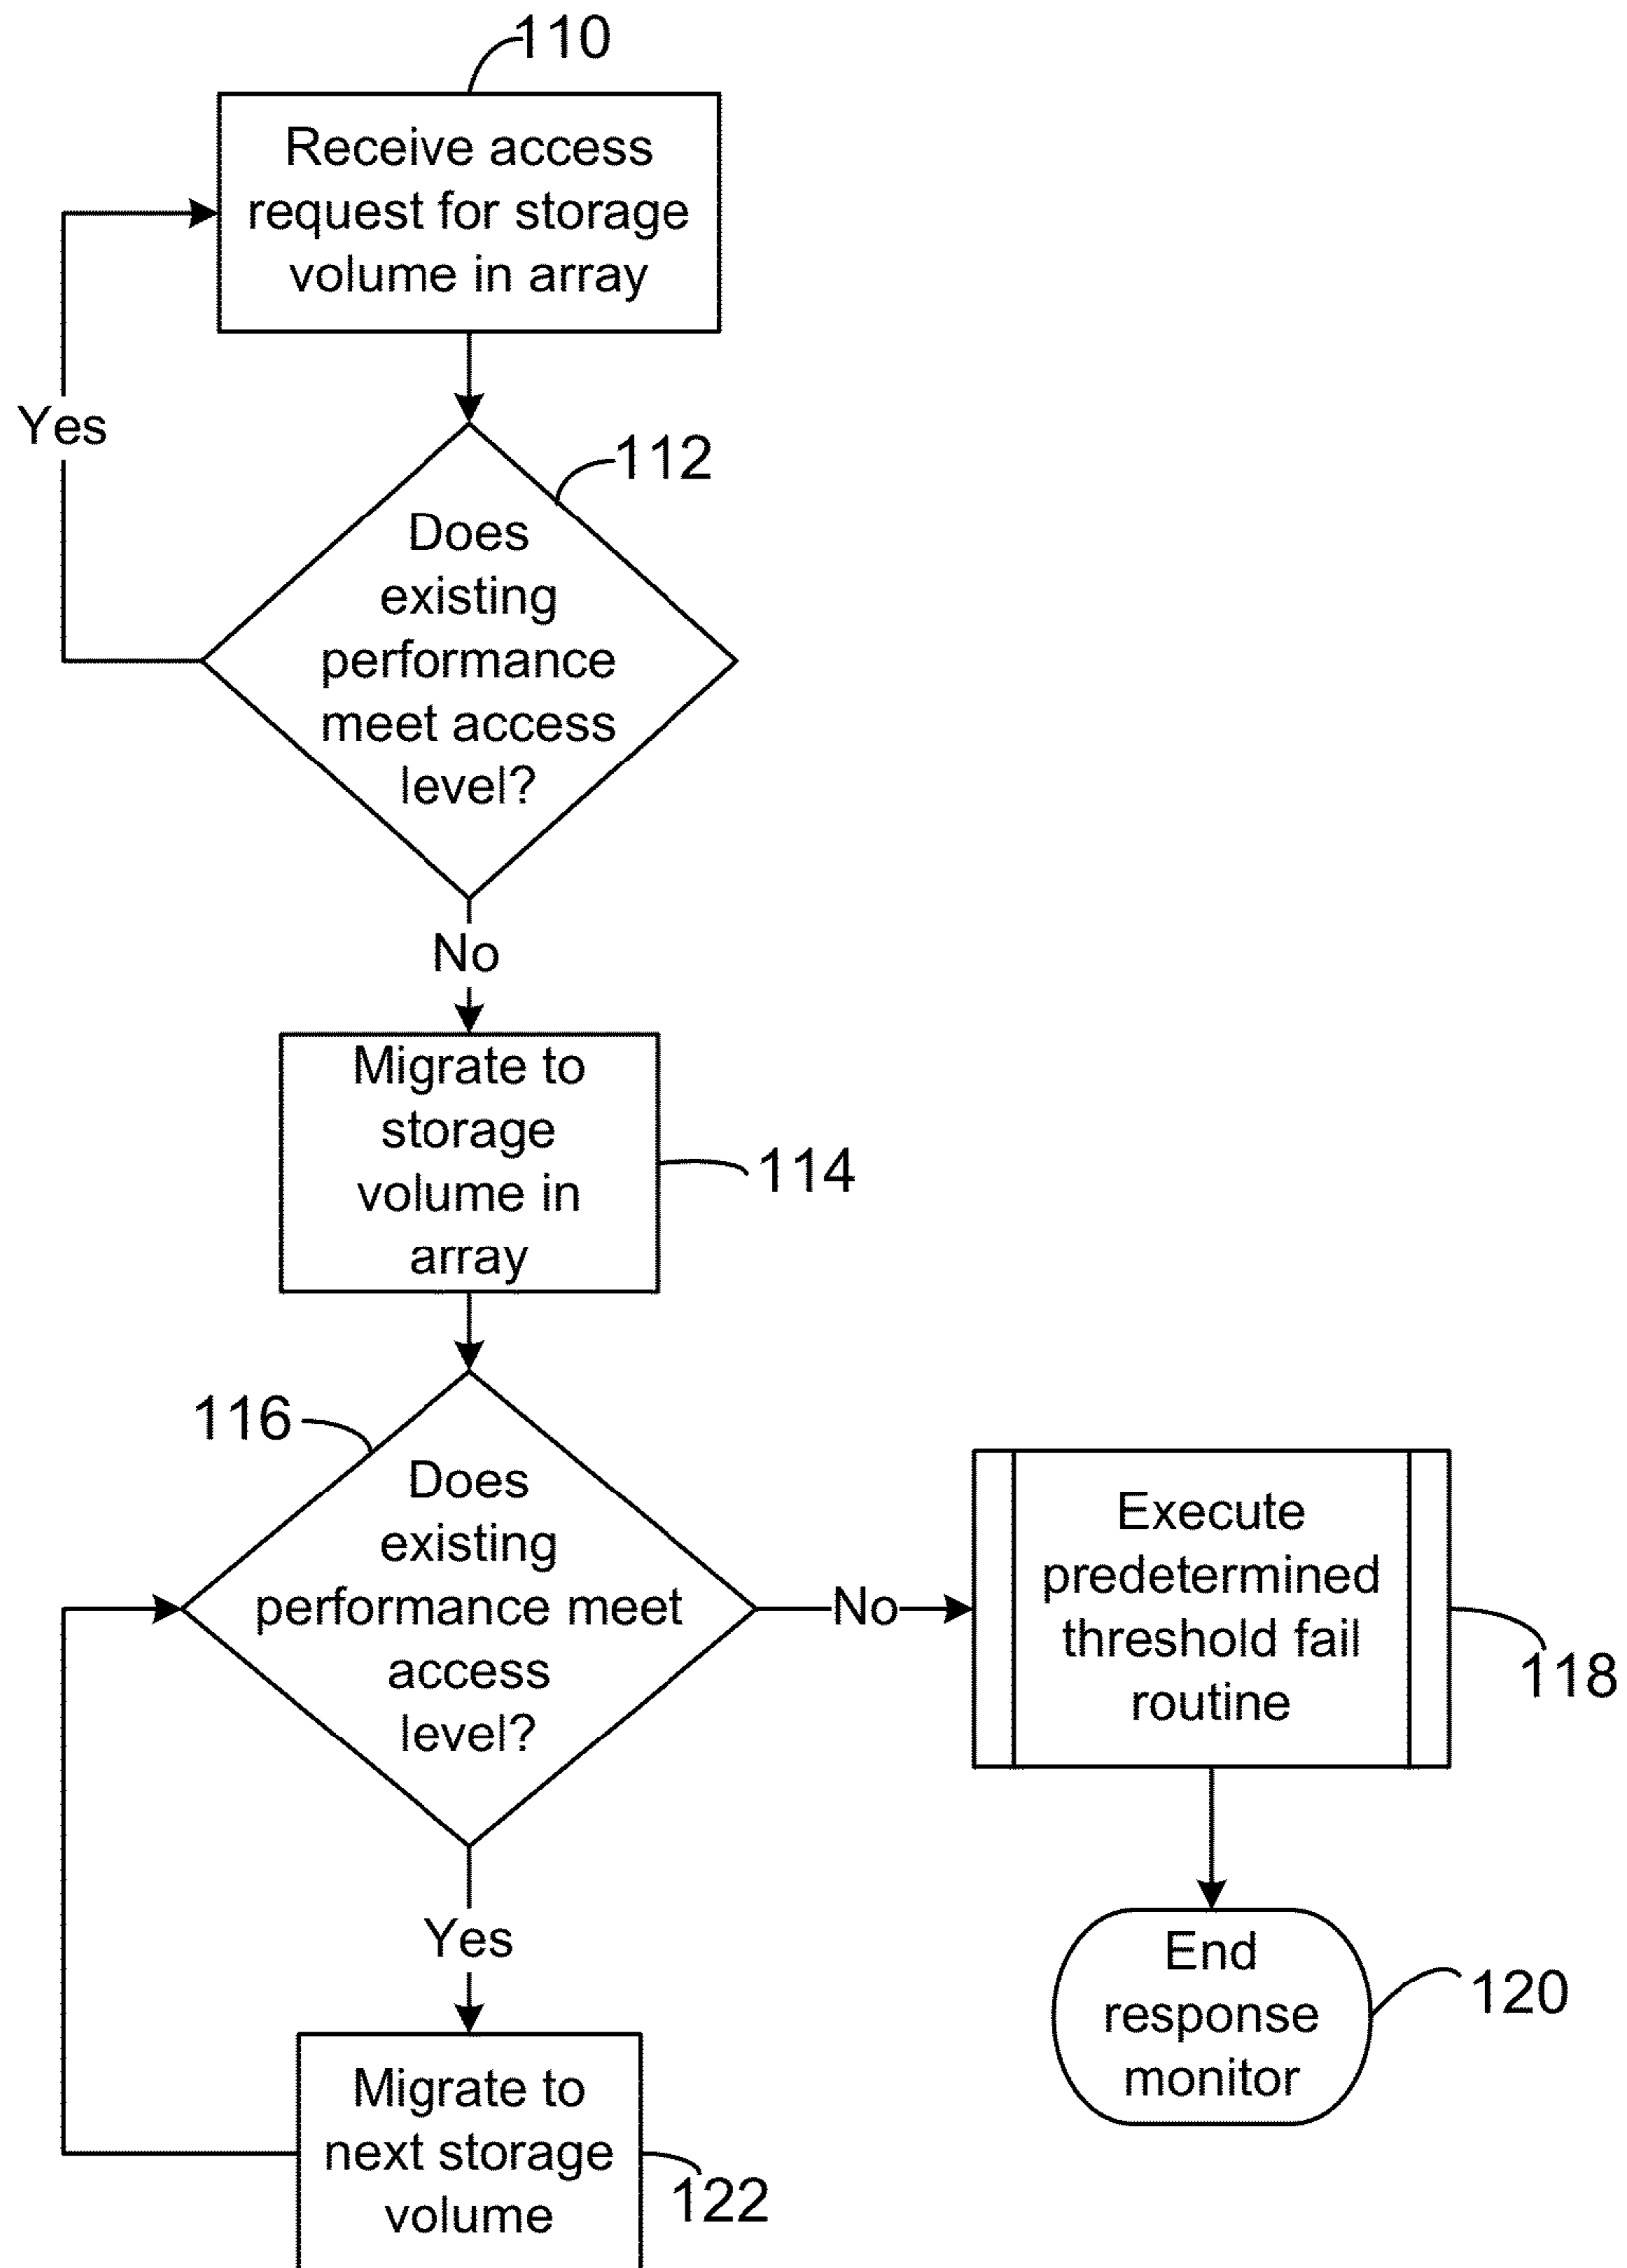 110
Receive access
request for storage
volume in array
Yes
112
Does
existing
performance
meet access
level?
No
Migrate to
storage
volume in
array
114
116
Does
existing
performance meet
access
level?
No
Execute
predetermined
threshold fail
routine
118
Yes
End
response
monitor
120
Migrate to
next storage
volume
122